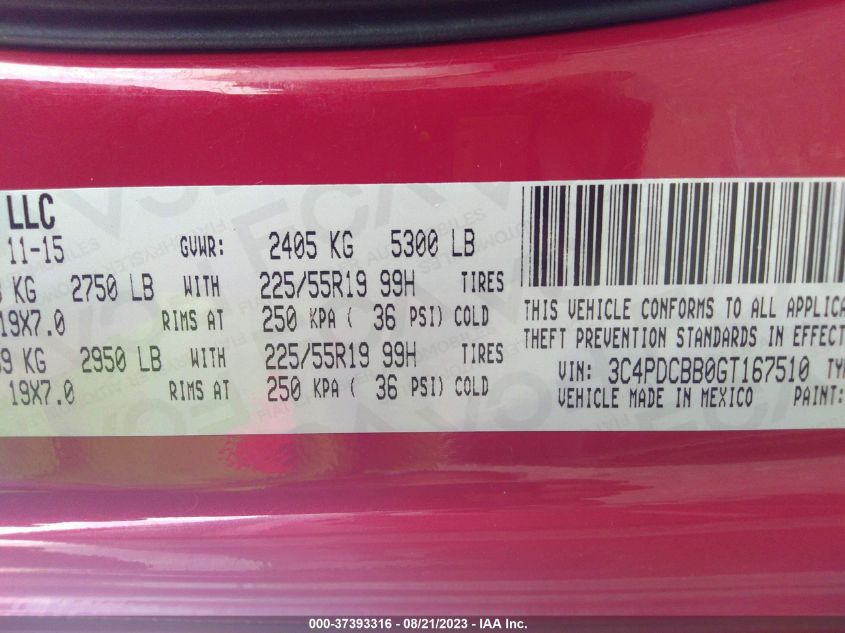 LLC
11-15 GVWR: 2405 KG 5300 LB
KG 2750 LB WITH 225/55R19 99H TIRES
19X7.0 RIMS AT 250 KPA ( 36 PSI) COLD
9 KG 2950 LB WITH 225/55R19 99H TIRES
19X7.0 RIMS AT 250 KPA ( 36 PSI) COLD
THIS VEHICLE CONFORMS TO ALL APPLICA
THEFT PREVENTION STANDARDS IN EFFECT
VIN: 3C4PDCBB0GT167510 TY
VEHICLE MADE IN MEXICO PAINT:
000-37393316 - 08/21/2023 - IAA Inc.